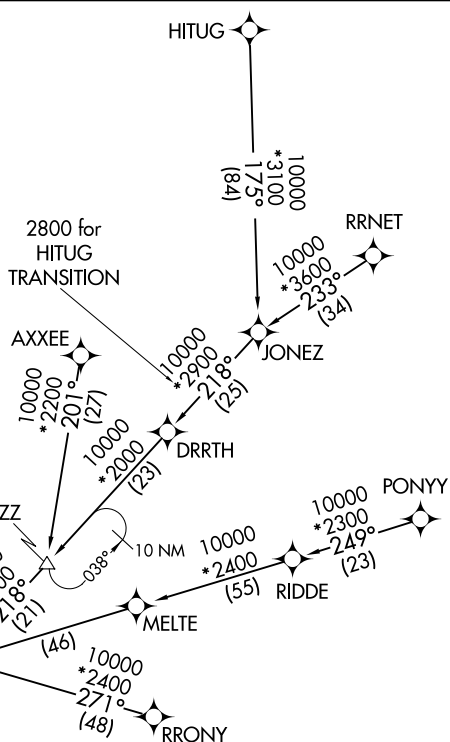 HITUG
10000
*3100
175°
(84)
RRNET
10000
*3600
233°
(34)
2800 for
HITUG
TRANSITION
JONEZ
AXXEE
10000
*2900
218°
(25)
10000
*2200
201°
(27)
DRRTH
10000
*2000
(23)
PONYY
10000
*2300
249°
(23)
ZZ
038°
10 NM
10000
*2400
(55)
RIDDE
218°
(21)
MELTE
(46)
10000
*2400
271°
(48)
RRONY